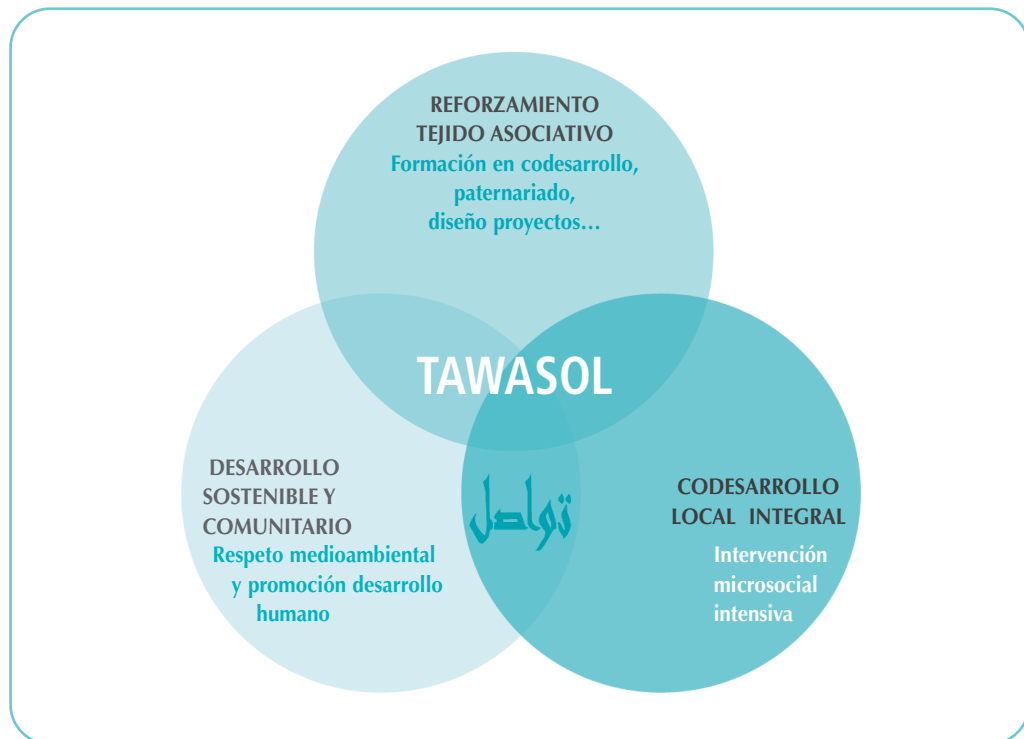 REFORZAMIENTO
TEJIDO ASOCIATIVO
Formación en codesarrollo,
paternariado,
diseño proyectos...
TAWASOL
تواصل
DESARROLLO
SOSTENIBLE Y
COMUNITARIO
Respeto medioambiental
y promoción desarrollo
humano
CODESARROLLO
LOCAL INTEGRAL
Intervención
microsocial
intensiva